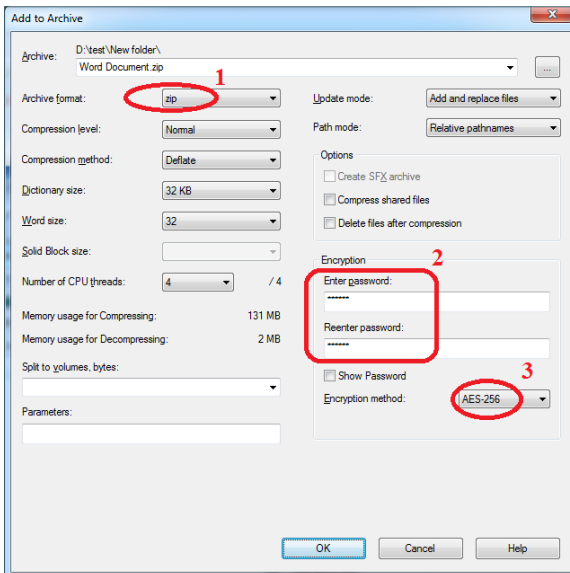 Add to Archive
Archive: D:\test\New folder\
Word Document.zip
...
1
Archive format: zip
Compression level: Normal
Compression method: Deflate
Dictionary size: 32 KB
Word size: 32
Solid Block size:
Number of CPU threads: 4 / 4
Memory usage for Compressing: 131 MB
Memory usage for Decompressing: 2 MB
Split to volumes, bytes:
Parameters:
Update mode: Add and replace files
Path mode: Relative pathnames
Options
Create SFX archive
Compress shared files
Delete files after compression
2
Encryption
Enter password:
******
Reenter password:
******
Show Password
3
Encryption method: AES-256
OK Cancel Help